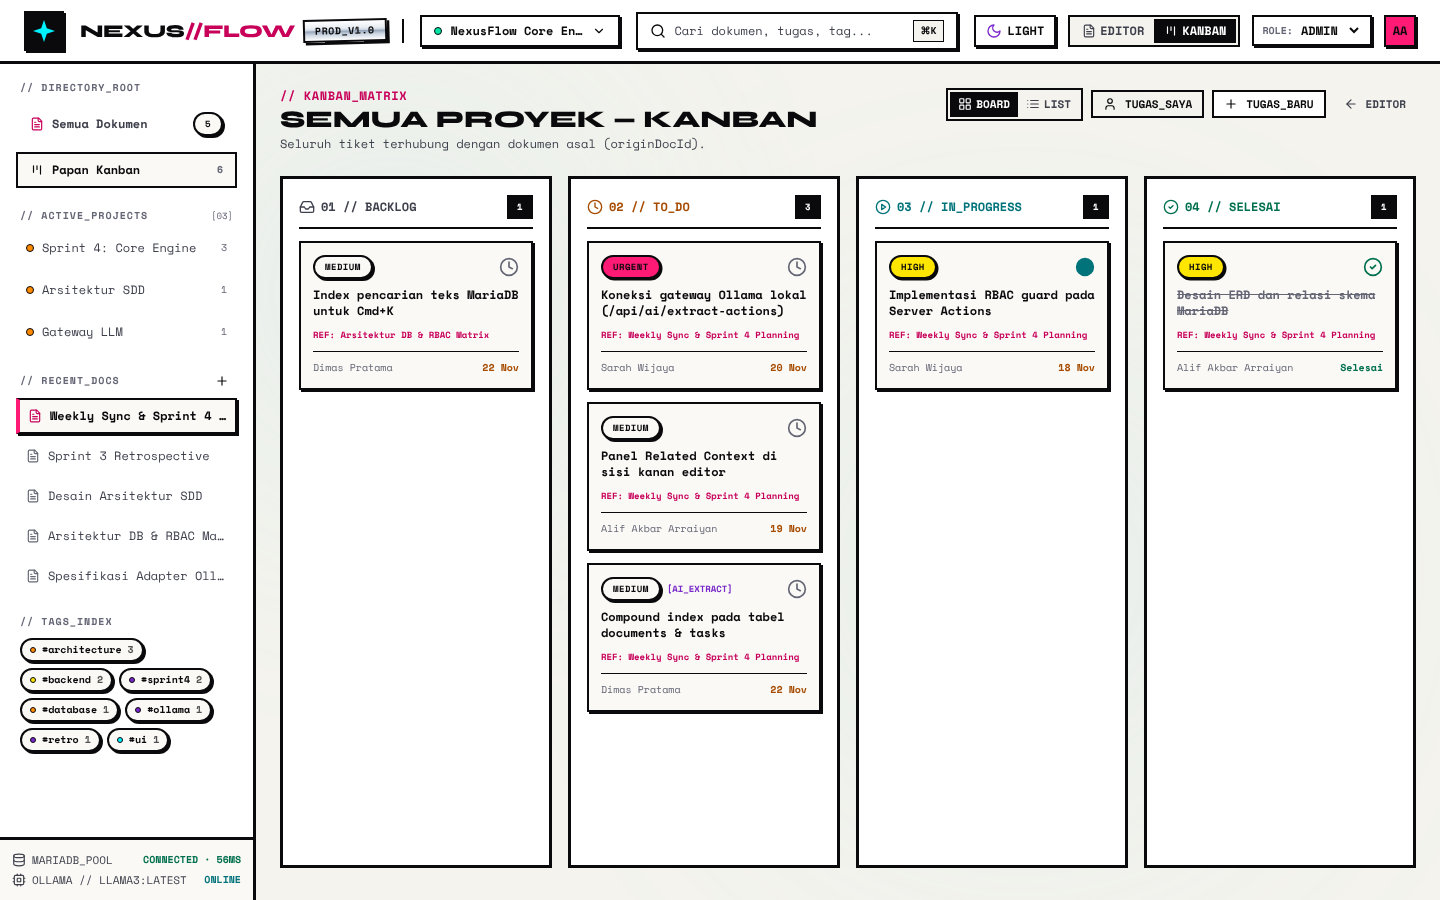 NEXUS//FLOW PROD_V1.0 NexusFlow Core En... Cari dokumen, tugas, tag... ⌘K LIGHT EDITOR KANBAN ROLE: ADMIN AA
// DIRECTORY_ROOT
Semua Dokumen 5
Papan Kanban 6
// ACTIVE_PROJECTS [03]
Sprint 4: Core Engine 3
Arsitektur SDD 1
Gateway LLM 1
// RECENT_DOCS +
Weekly Sync & Sprint 4 …
Sprint 3 Retrospective
Desain Arsitektur SDD
Arsitektur DB & RBAC Ma…
Spesifikasi Adapter Oll…
// TAGS_INDEX
#architecture 3
#backend 2 #sprint4 2
#database 1 #ollama 1
#retro 1 #ui 1
MARIADB_POOL CONNECTED · 56MS
OLLAMA // LLAMA3:LATEST ONLINE
// KANBAN_MATRIX
SEMUA PROYEK — KANBAN
Seluruh tiket terhubung dengan dokumen asal (originDocId).
BOARD LIST TUGAS_SAYA + TUGAS_BARU ← EDITOR
01 // BACKLOG 1
MEDIUM
Index pencarian teks MariaDB
untuk Cmd+K
REF: Arsitektur DB & RBAC Matrix
Dimas Pratama 22 Nov
02 // TO_DO 3
URGENT
Koneksi gateway Ollama lokal
(/api/ai/extract-actions)
REF: Weekly Sync & Sprint 4 Planning
Sarah Wijaya 20 Nov
MEDIUM
Panel Related Context di
sisi kanan editor
REF: Weekly Sync & Sprint 4 Planning
Alif Akbar Arraiyan 19 Nov
MEDIUM [AI_EXTRACT]
Compound index pada tabel
documents & tasks
REF: Weekly Sync & Sprint 4 Planning
Dimas Pratama 22 Nov
03 // IN_PROGRESS 1
HIGH
Implementasi RBAC guard pada
Server Actions
REF: Weekly Sync & Sprint 4 Planning
Sarah Wijaya 18 Nov
04 // SELESAI 1
HIGH
Desain ERD dan relasi skema
MariaDB
REF: Weekly Sync & Sprint 4 Planning
Alif Akbar Arraiyan Selesai